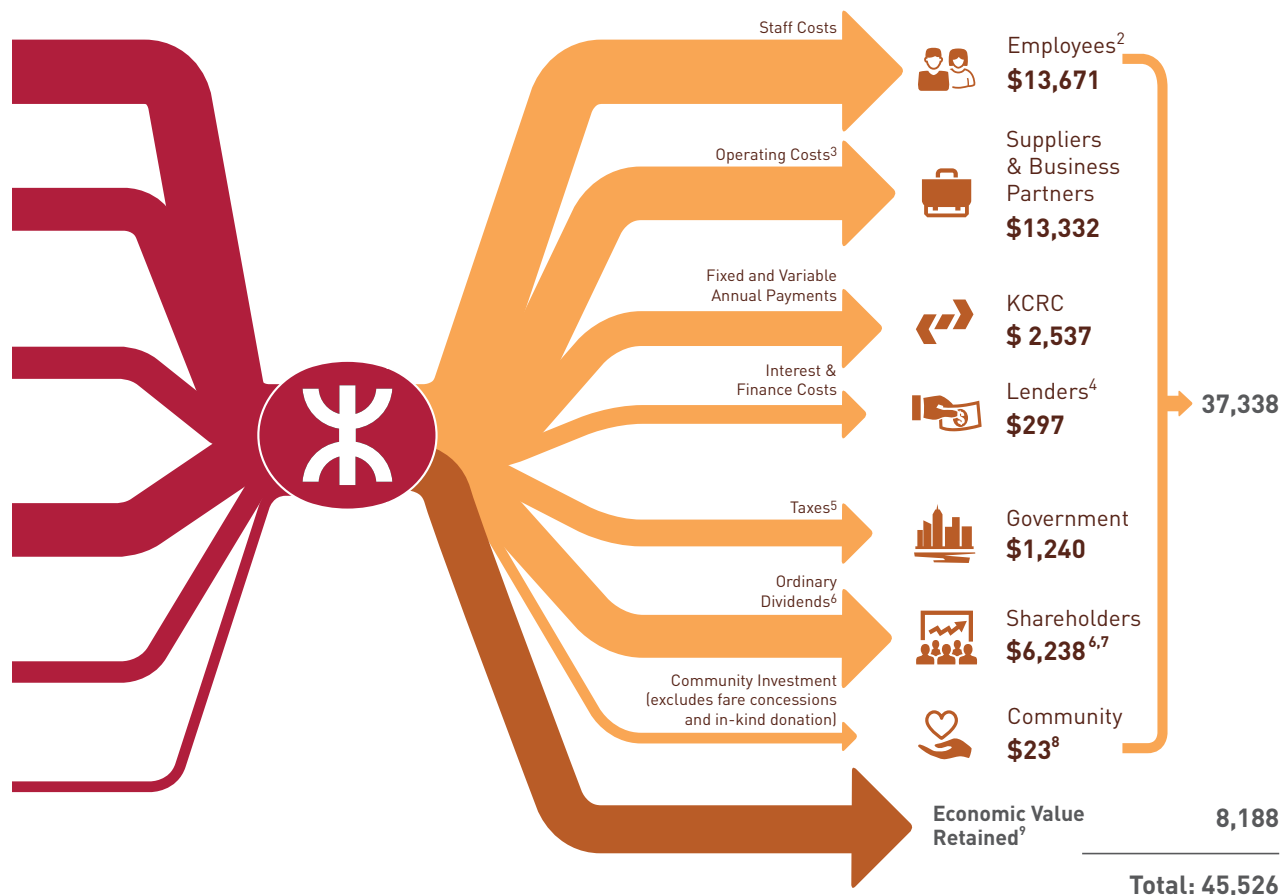 Staff Costs
Employees²
$13,671
Operating Costs³
Suppliers
& Business
Partners
$13,332
Fixed and Variable
Annual Payments
KCRC
$ 2,537
Interest &
Finance Costs
Lenders⁴
$297
37,338
Taxes⁵
Government
$1,240
Ordinary
Dividends⁶
Shareholders
$6,238⁶,⁷
Community Investment
(excludes fare concessions
and in-kind donation)
Community
$23⁸
Economic Value
Retained⁹
8,188
Total: 45,526